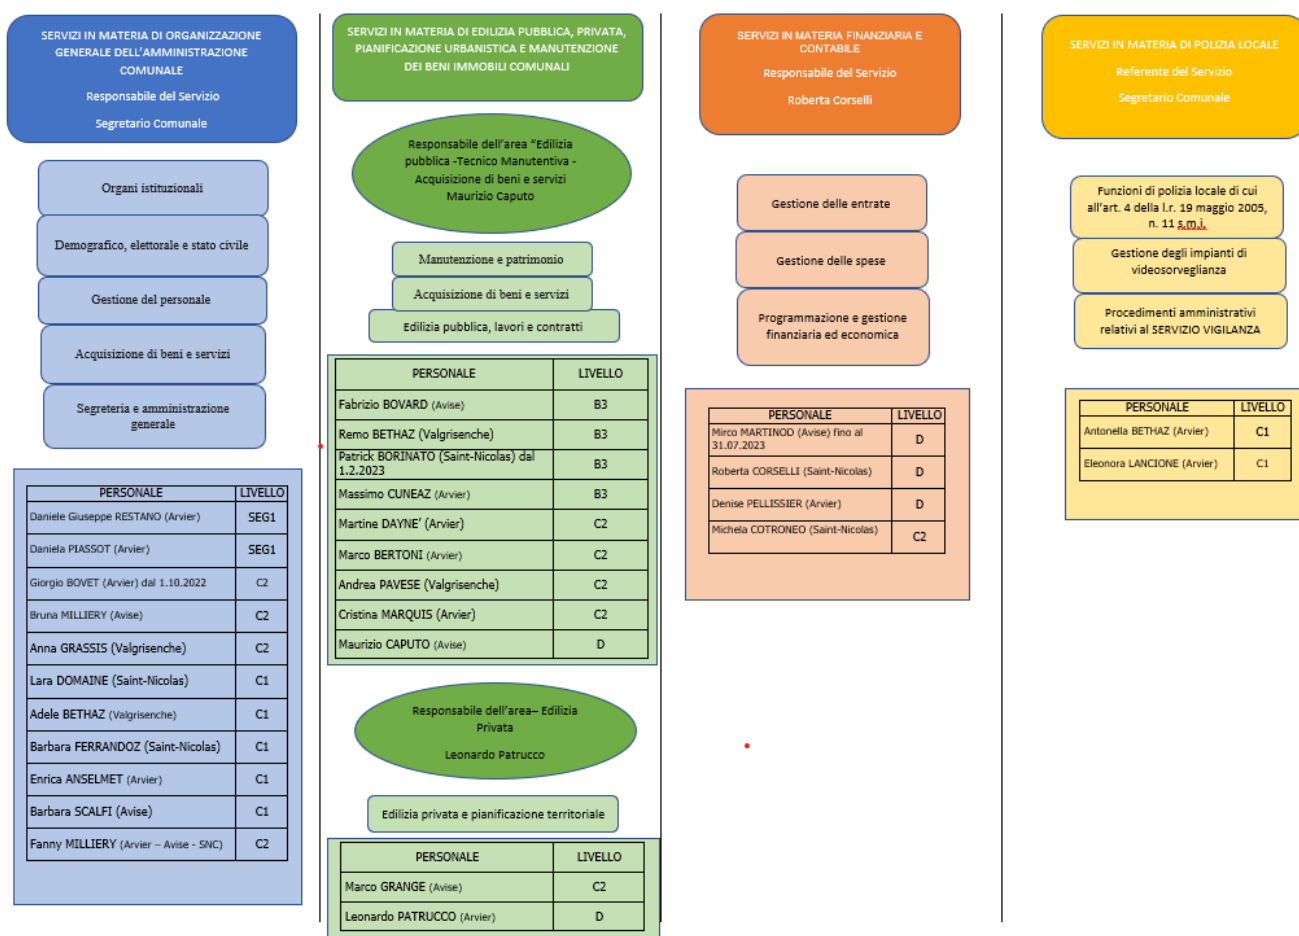 SERVIZI IN MATERIA DI ORGANIZZAZIONE
GENERALE DELL'AMMINISTRAZIONE
COMUNALE
Responsabile del Servizio
Segretario Comunale
Organi istituzionali
Demografico, elettorale e stato civile
Gestione del personale
Acquisizione di beni e servizi
Segreteria e amministrazione
generale
PERSONALE LIVELLO
Daniele Giuseppe RESTANO (Arvier) SEG1
Daniela PIASSOT (Arvier) SEG1
Giorgio BOVET (Arvier) dal 1.10.2022 C2
Bruna MILLIERY (Avise) C2
Anna GRASSIS (Valgrisenche) C2
Lara DOMAINE (Saint-Nicolas) C1
Adele BETHAZ (Valgrisenche) C1
Barbara FERRANDOZ (Saint-Nicolas) C1
Enrica ANSELMET (Arvier) C1
Barbara SCALFI (Avise) C1
Fanny MILLIERY (Arvier – Avise - SNC) C2
SERVIZI IN MATERIA DI EDILIZIA PUBBLICA, PRIVATA,
PIANIFICAZIONE URBANISTICA E MANUTENZIONE
DEI BENI IMMOBILI COMUNALI
Responsabile dell'area "Edilizia
pubblica -Tecnico Manutentiva -
Acquisizione di beni e servizi
Maurizio Caputo
Manutenzione e patrimonio
Acquisizione di beni e servizi
Edilizia pubblica, lavori e contratti
PERSONALE LIVELLO
Fabrizio BOVARD (Avise) B3
Remo BETHAZ (Valgrisenche) B3
Patrick BORINATO (Saint-Nicolas) dal
1.2.2023 B3
Massimo CUNEAZ (Arvier) B3
Martine DAYNE' (Arvier) C2
Marco BERTONI (Arvier) C2
Andrea PAVESE (Valgrisenche) C2
Cristina MARQUIS (Arvier) C2
Maurizio CAPUTO (Avise) D
Responsabile dell'area– Edilizia
Privata
Leonardo Patrucco
Edilizia privata e pianificazione territoriale
PERSONALE LIVELLO
Marco GRANGE (Avise) C2
Leonardo PATRUCCO (Arvier) D
SERVIZI IN MATERIA FINANZIARIA E
CONTABILE
Responsabile del Servizio
Roberta Corselli
Gestione delle entrate
Gestione delle spese
Programmazione e gestione
finanziaria ed economica
PERSONALE LIVELLO
Mirco MARTINOD (Avise) fino al
31.07.2023 D
Roberta CORSELLI (Saint-Nicolas) D
Denise PELLISSIER (Arvier) D
Michela COTRONEO (Saint-Nicolas) C2
SERVIZI IN MATERIA DI POLIZIA LOCALE
Referente del Servizio
Segretario Comunale
Funzioni di polizia locale di cui
all'art. 4 della l.r. 19 maggio 2005,
n. 11 s.m.i.
Gestione degli impianti di
videosorveglianza
Procedimenti amministrativi
relativi al SERVIZIO VIGILANZA
PERSONALE LIVELLO
Antonella BETHAZ (Arvier) C1
Eleonora LANCIONE (Arvier) C1